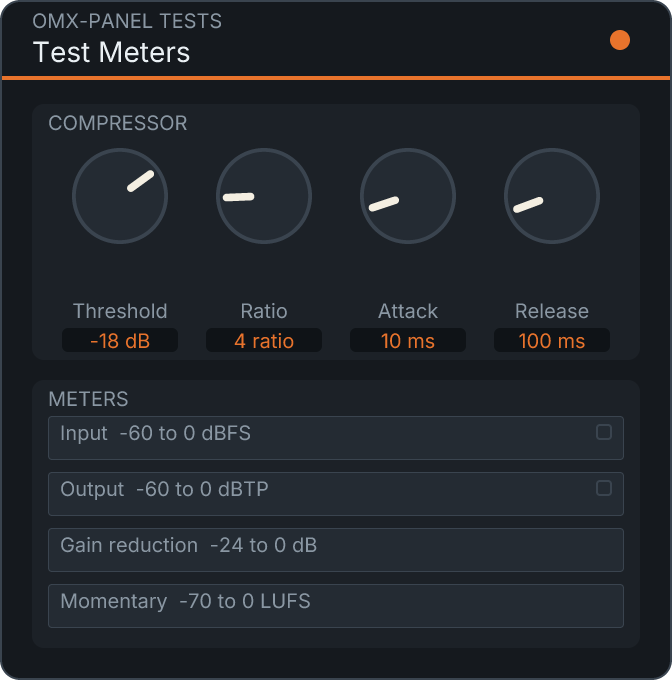 OMX-PANEL TESTS
Test Meters
COMPRESSOR
Threshold Ratio Attack Release
-18 dB 4 ratio 10 ms 100 ms
METERS
Input -60 to 0 dBFS
Output -60 to 0 dBTP
Gain reduction -24 to 0 dB
Momentary -70 to 0 LUFS